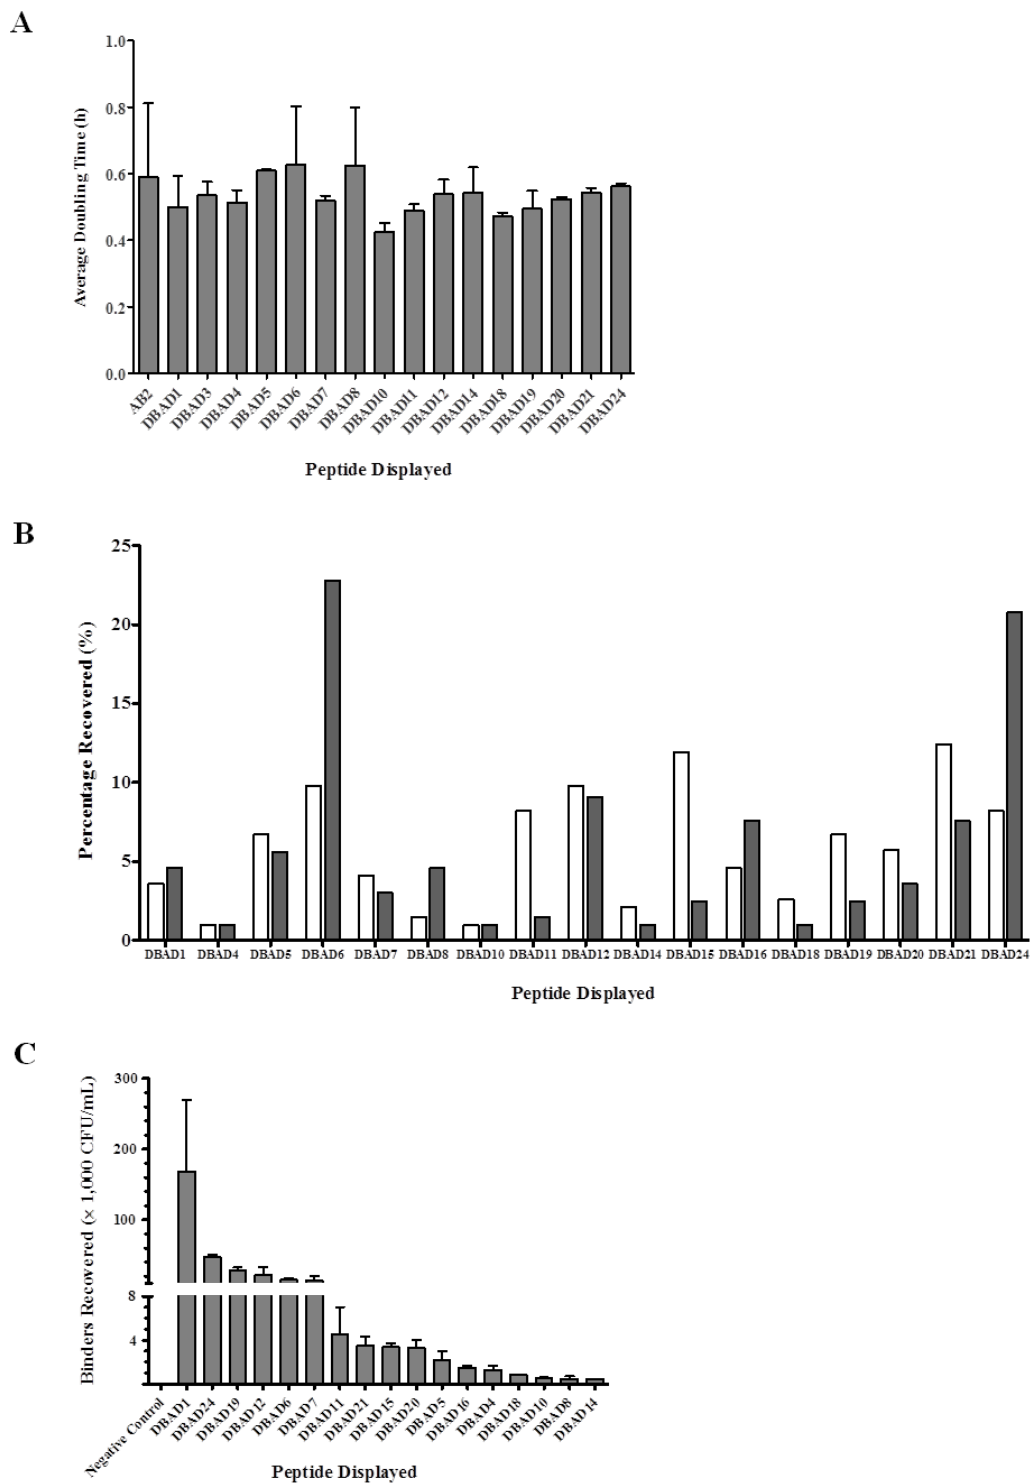 A
Average Doubling Time (h)
1.0
0.8
0.6
0.4
0.2
0.0
AB2 DBAD1 DBAD3 DBAD4 DBAD5 DBAD6 DBAD7 DBAD8 DBAD10 DBAD11 DBAD12 DBAD14 DBAD18 DBAD19 DBAD20 DBAD21 DBAD24
Peptide Displayed
B
Percentage Recovered (%)
25
20
15
10
5
0
DBAD1 DBAD4 DBAD5 DBAD6 DBAD7 DBAD8 DBAD10 DBAD11 DBAD12 DBAD14 DBAD15 DBAD16 DBAD18 DBAD19 DBAD20 DBAD21 DBAD24
Peptide Displayed
C
Binders Recovered (× 1,000 CFU/mL)
300
200
100
8
4
Negative Control DBAD1 DBAD24 DBAD19 DBAD12 DBAD6 DBAD7 DBAD11 DBAD21 DBAD15 DBAD20 DBAD5 DBAD16 DBAD4 DBAD18 DBAD10 DBAD8 DBAD14
Peptide Displayed